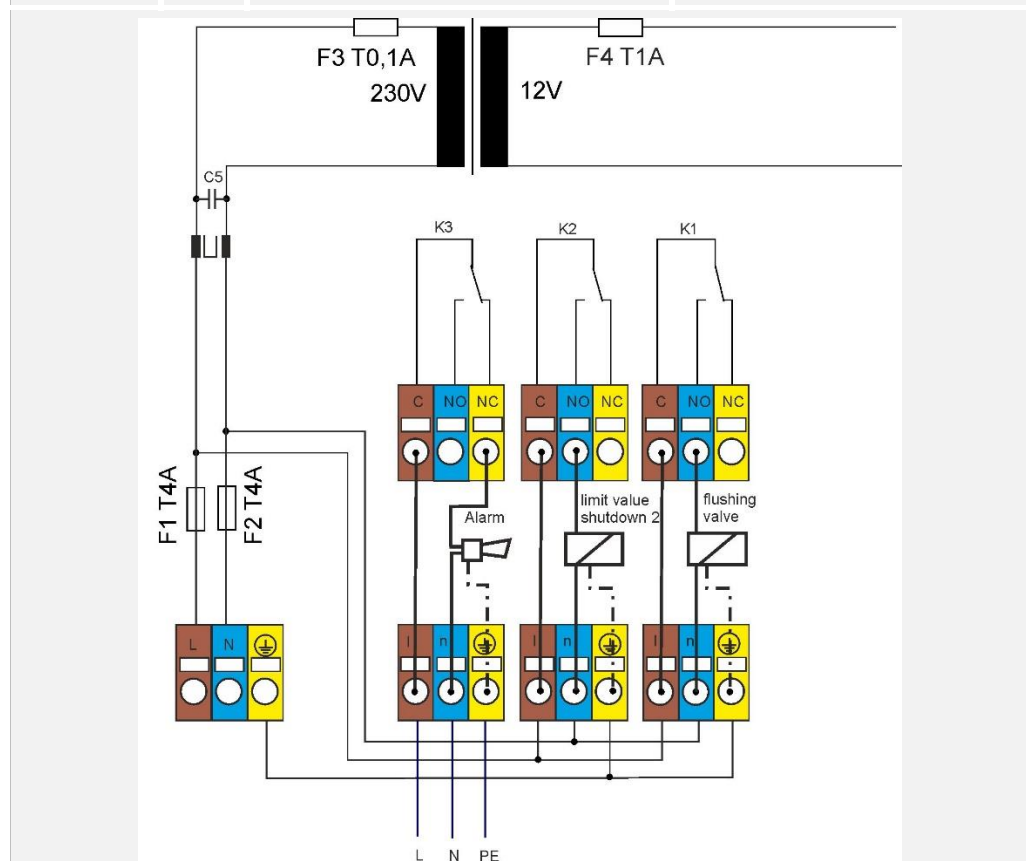 F3 T0,1A
F4 T1A
230V
12V
C5
K3
K2
K1
C NO NC
C NO NC
C NO NC
F1 T4A
F2 T4A
Alarm
limit value
shutdown 2
flushing
valve
L N
l n
l n
l n
L N PE